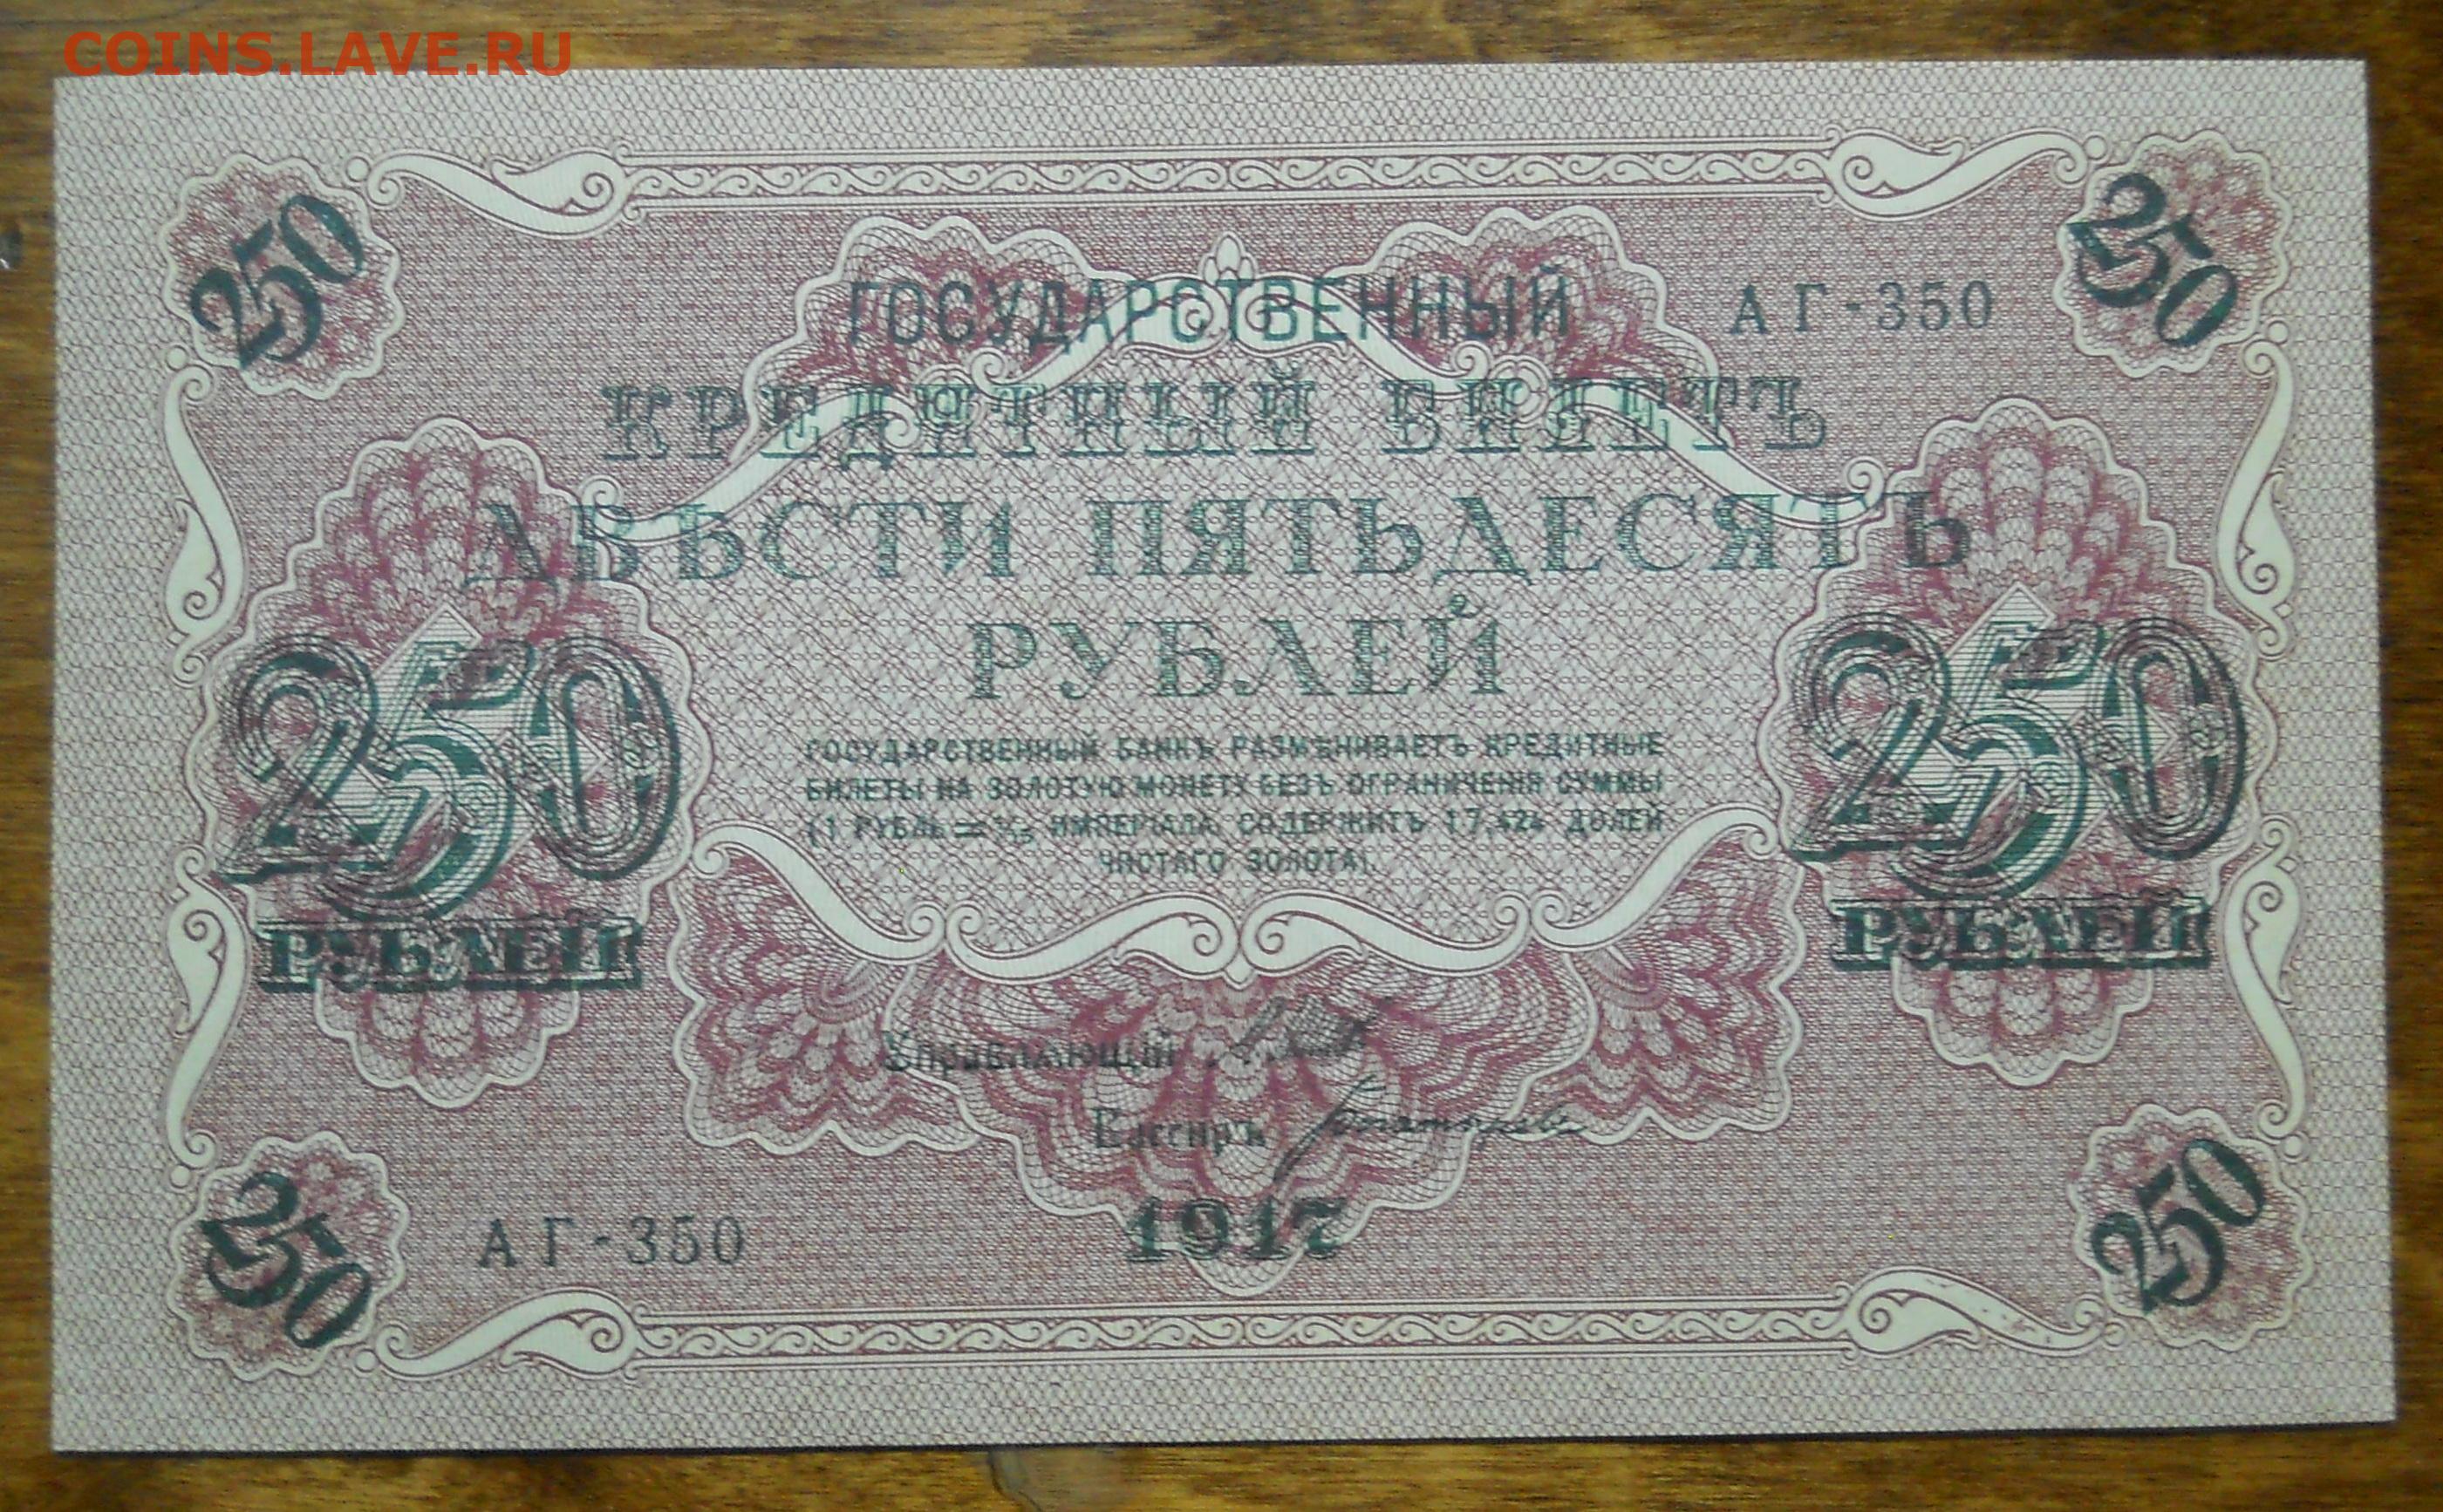 COINS.LAVE.RU
250
250
ГОСУДАРСТВЕННЫЙ
АГ-350
КРЕДИТНЫЙ БИЛЕТЪ
ДВѢСТИ ПЯТЬДЕСЯТЪ
РУБЛЕЙ
250
РУБЛЕЙ
250
РУБЛЕЙ
ГОСУДАРСТВЕННЫЙ БАНКЪ РАЗМѢНИВАЕТЪ КРЕДИТНЫЕ
БИЛЕТЫ НА ЗОЛОТУЮ МОНЕТУ БЕЗЪ ОГРАНИЧЕНІЯ СУММЫ
(1 РУБЛЬ = 1/15 ИМПЕРІАЛА, СОДЕРЖИТЪ 17,424 ДОЛЕЙ
ЧИСТАГО ЗОЛОТА).
Управляющій
Кассиръ
1917
250
АГ-350
250